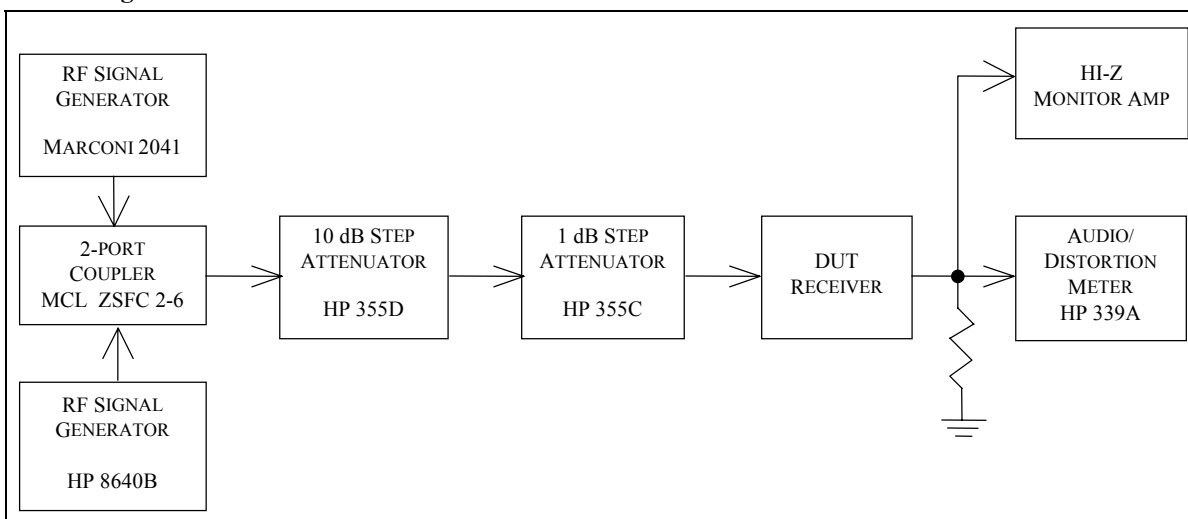 RF SIGNAL
GENERATOR
MARCONI 2041
2-PORT
COUPLER
MCL ZSFC 2-6
RF SIGNAL
GENERATOR
HP 8640B
10 dB STEP
ATTENUATOR
HP 355D
1 dB STEP
ATTENUATOR
HP 355C
DUT
RECEIVER
HI-Z
MONITOR AMP
AUDIO/
DISTORTION
METER
HP 339A